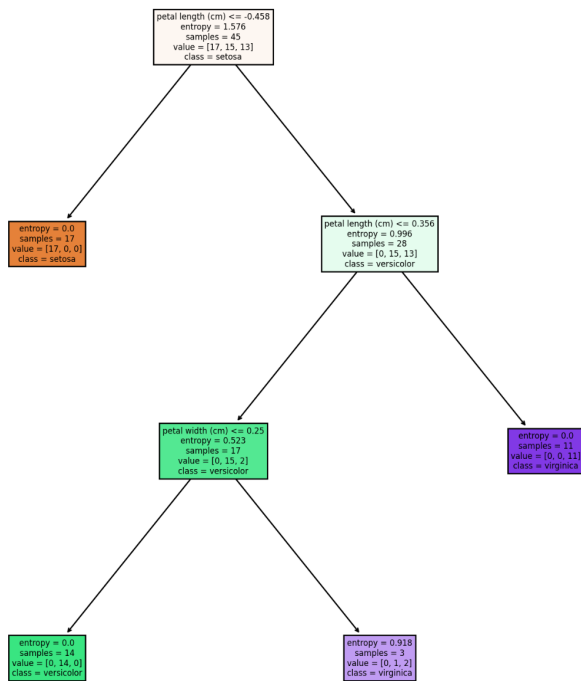 petal length (cm) <= -0.458
entropy = 1.576
samples = 45
value = [17, 15, 13]
class = setosa
entropy = 0.0
samples = 17
value = [17, 0, 0]
class = setosa
petal length (cm) <= 0.356
entropy = 0.996
samples = 28
value = [0, 15, 13]
class = versicolor
petal width (cm) <= 0.25
entropy = 0.523
samples = 17
value = [0, 15, 2]
class = versicolor
entropy = 0.0
samples = 11
value = [0, 0, 11]
class = virginica
entropy = 0.0
samples = 14
value = [0, 14, 0]
class = versicolor
entropy = 0.918
samples = 3
value = [0, 1, 2]
class = virginica